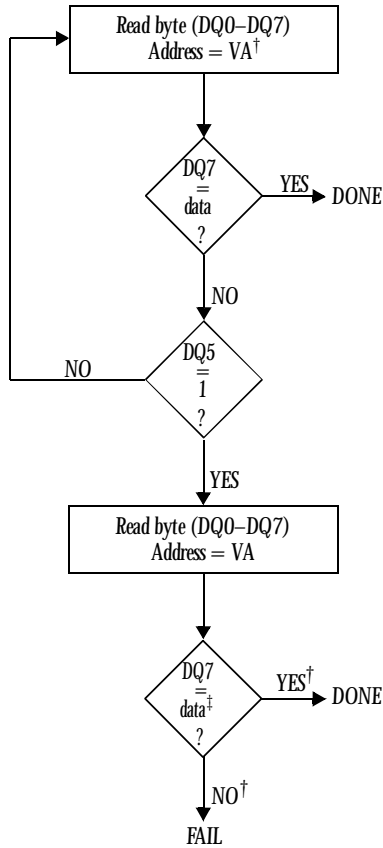 Read byte (DQ0–DQ7)
Address = VA†
DQ7
=
data
?
YES
DONE
NO
DQ5
=
1
?
NO
YES
Read byte (DQ0–DQ7)
Address = VA
DQ7
=
data‡
?
YES†
DONE
NO†
FAIL